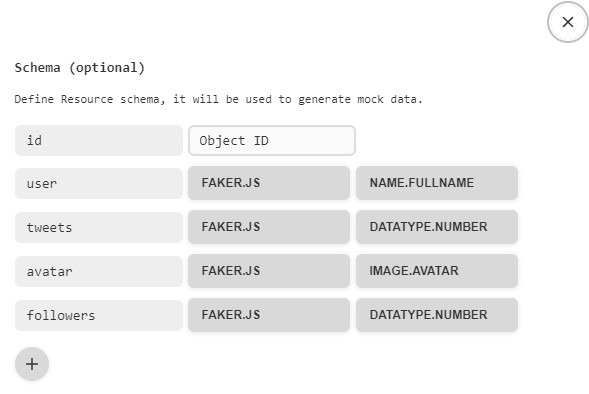 Schema (optional)
Define Resource schema, it will be used to generate mock data.
id Object ID
user FAKER.JS NAME.FULLNAME
tweets FAKER.JS DATATYPE.NUMBER
avatar FAKER.JS IMAGE.AVATAR
followers FAKER.JS DATATYPE.NUMBER